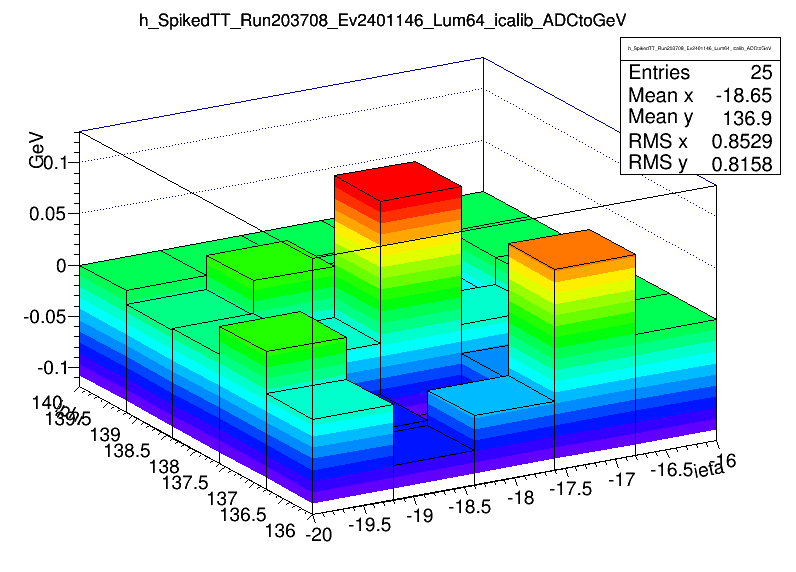 h_SpikedTT_Run203708_Ev2401146_Lum64_icalib_ADCtoGeV
h_SpikedTT_Run203708_Ev2401146_Lum64_icalib_ADCtoGeV
Entries 25
Mean x -18.65
Mean y 136.9
RMS x 0.8529
RMS y 0.8158
GeV
0.1
0.05
0
-0.05
-0.1
140
139.5
139
138.5
138
137.5
137
136.5
136
-20
-19.5
-19
-18.5
-18
-17.5
-17
-16.5
-16
ieta